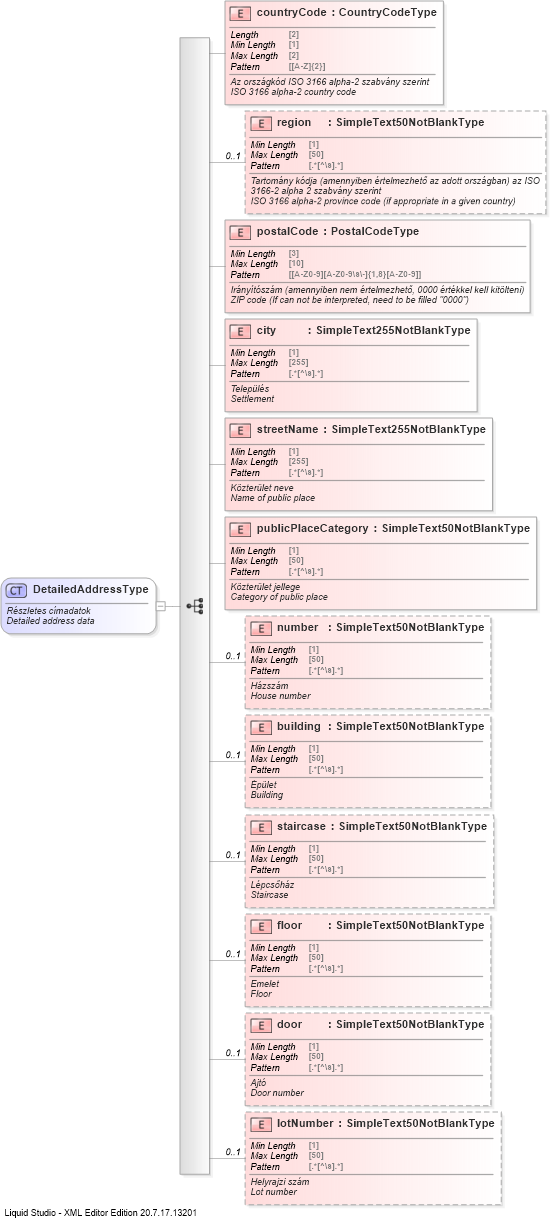 E countryCode : CountryCodeType
Length [2]
Min Length [1]
Max Length [2]
Pattern [[A-Z]{2}]
Az országkód ISO 3166 alpha-2 szabvány szerint
ISO 3166 alpha-2 country code
E region : SimpleText50NotBlankType
Min Length [1]
0..1 Max Length [50]
Pattern [.*[^\s].*]
Tartomány kódja (amennyiben értelmezhető az adott országban) az ISO
3166-2 alpha 2 szabvány szerint
ISO 3166 alpha-2 province code (if appropriate in a given country)
E postalCode : PostalCodeType
Min Length [3]
Max Length [10]
Pattern [[A-Z0-9][A-Z0-9\s\-]{1,8}[A-Z0-9]]
Irányítószám (amennyiben nem értelmezhető, 0000 értékkel kell kitölteni)
ZIP code (If can not be interpreted, need to be filled "0000")
E city : SimpleText255NotBlankType
Min Length [1]
Max Length [255]
Pattern [.*[^\s].*]
Település
Settlement
E streetName : SimpleText255NotBlankType
Min Length [1]
Max Length [255]
Pattern [.*[^\s].*]
Közterület neve
Name of public place
E publicPlaceCategory : SimpleText50NotBlankType
Min Length [1]
Max Length [50]
Pattern [.*[^\s].*]
Közterület jellege
Category of public place
CT DetailedAddressType
Részletes címadatok
Detailed address data
E number : SimpleText50NotBlankType
Min Length [1]
0..1 Max Length [50]
Pattern [.*[^\s].*]
Házszám
House number
E building : SimpleText50NotBlankType
Min Length [1]
0..1 Max Length [50]
Pattern [.*[^\s].*]
Épület
Building
E staircase : SimpleText50NotBlankType
Min Length [1]
0..1 Max Length [50]
Pattern [.*[^\s].*]
Lépcsőház
Staircase
E floor : SimpleText50NotBlankType
Min Length [1]
0..1 Max Length [50]
Pattern [.*[^\s].*]
Emelet
Floor
E door : SimpleText50NotBlankType
Min Length [1]
0..1 Max Length [50]
Pattern [.*[^\s].*]
Ajtó
Door number
E lotNumber : SimpleText50NotBlankType
Min Length [1]
0..1 Max Length [50]
Pattern [.*[^\s].*]
Helyrajzi szám
Lot number
Liquid Studio - XML Editor Edition 20.7.17.13201